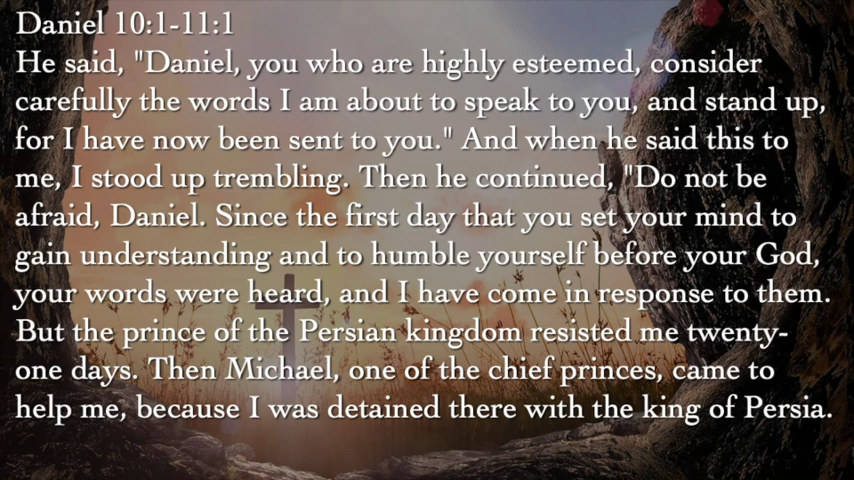 Daniel 10:1-11:1
He said, "Daniel, you who are highly esteemed, consider
carefully the words I am about to speak to you, and stand up,
for I have now been sent to you." And when he said this to
me, I stood up trembling. Then he continued, "Do not be
afraid, Daniel. Since the first day that you set your mind to
gain understanding and to humble yourself before your God,
your words were heard, and I have come in response to them.
But the prince of the Persian kingdom resisted me twenty-
one days. Then Michael, one of the chief princes, came to
help me, because I was detained there with the king of Persia.